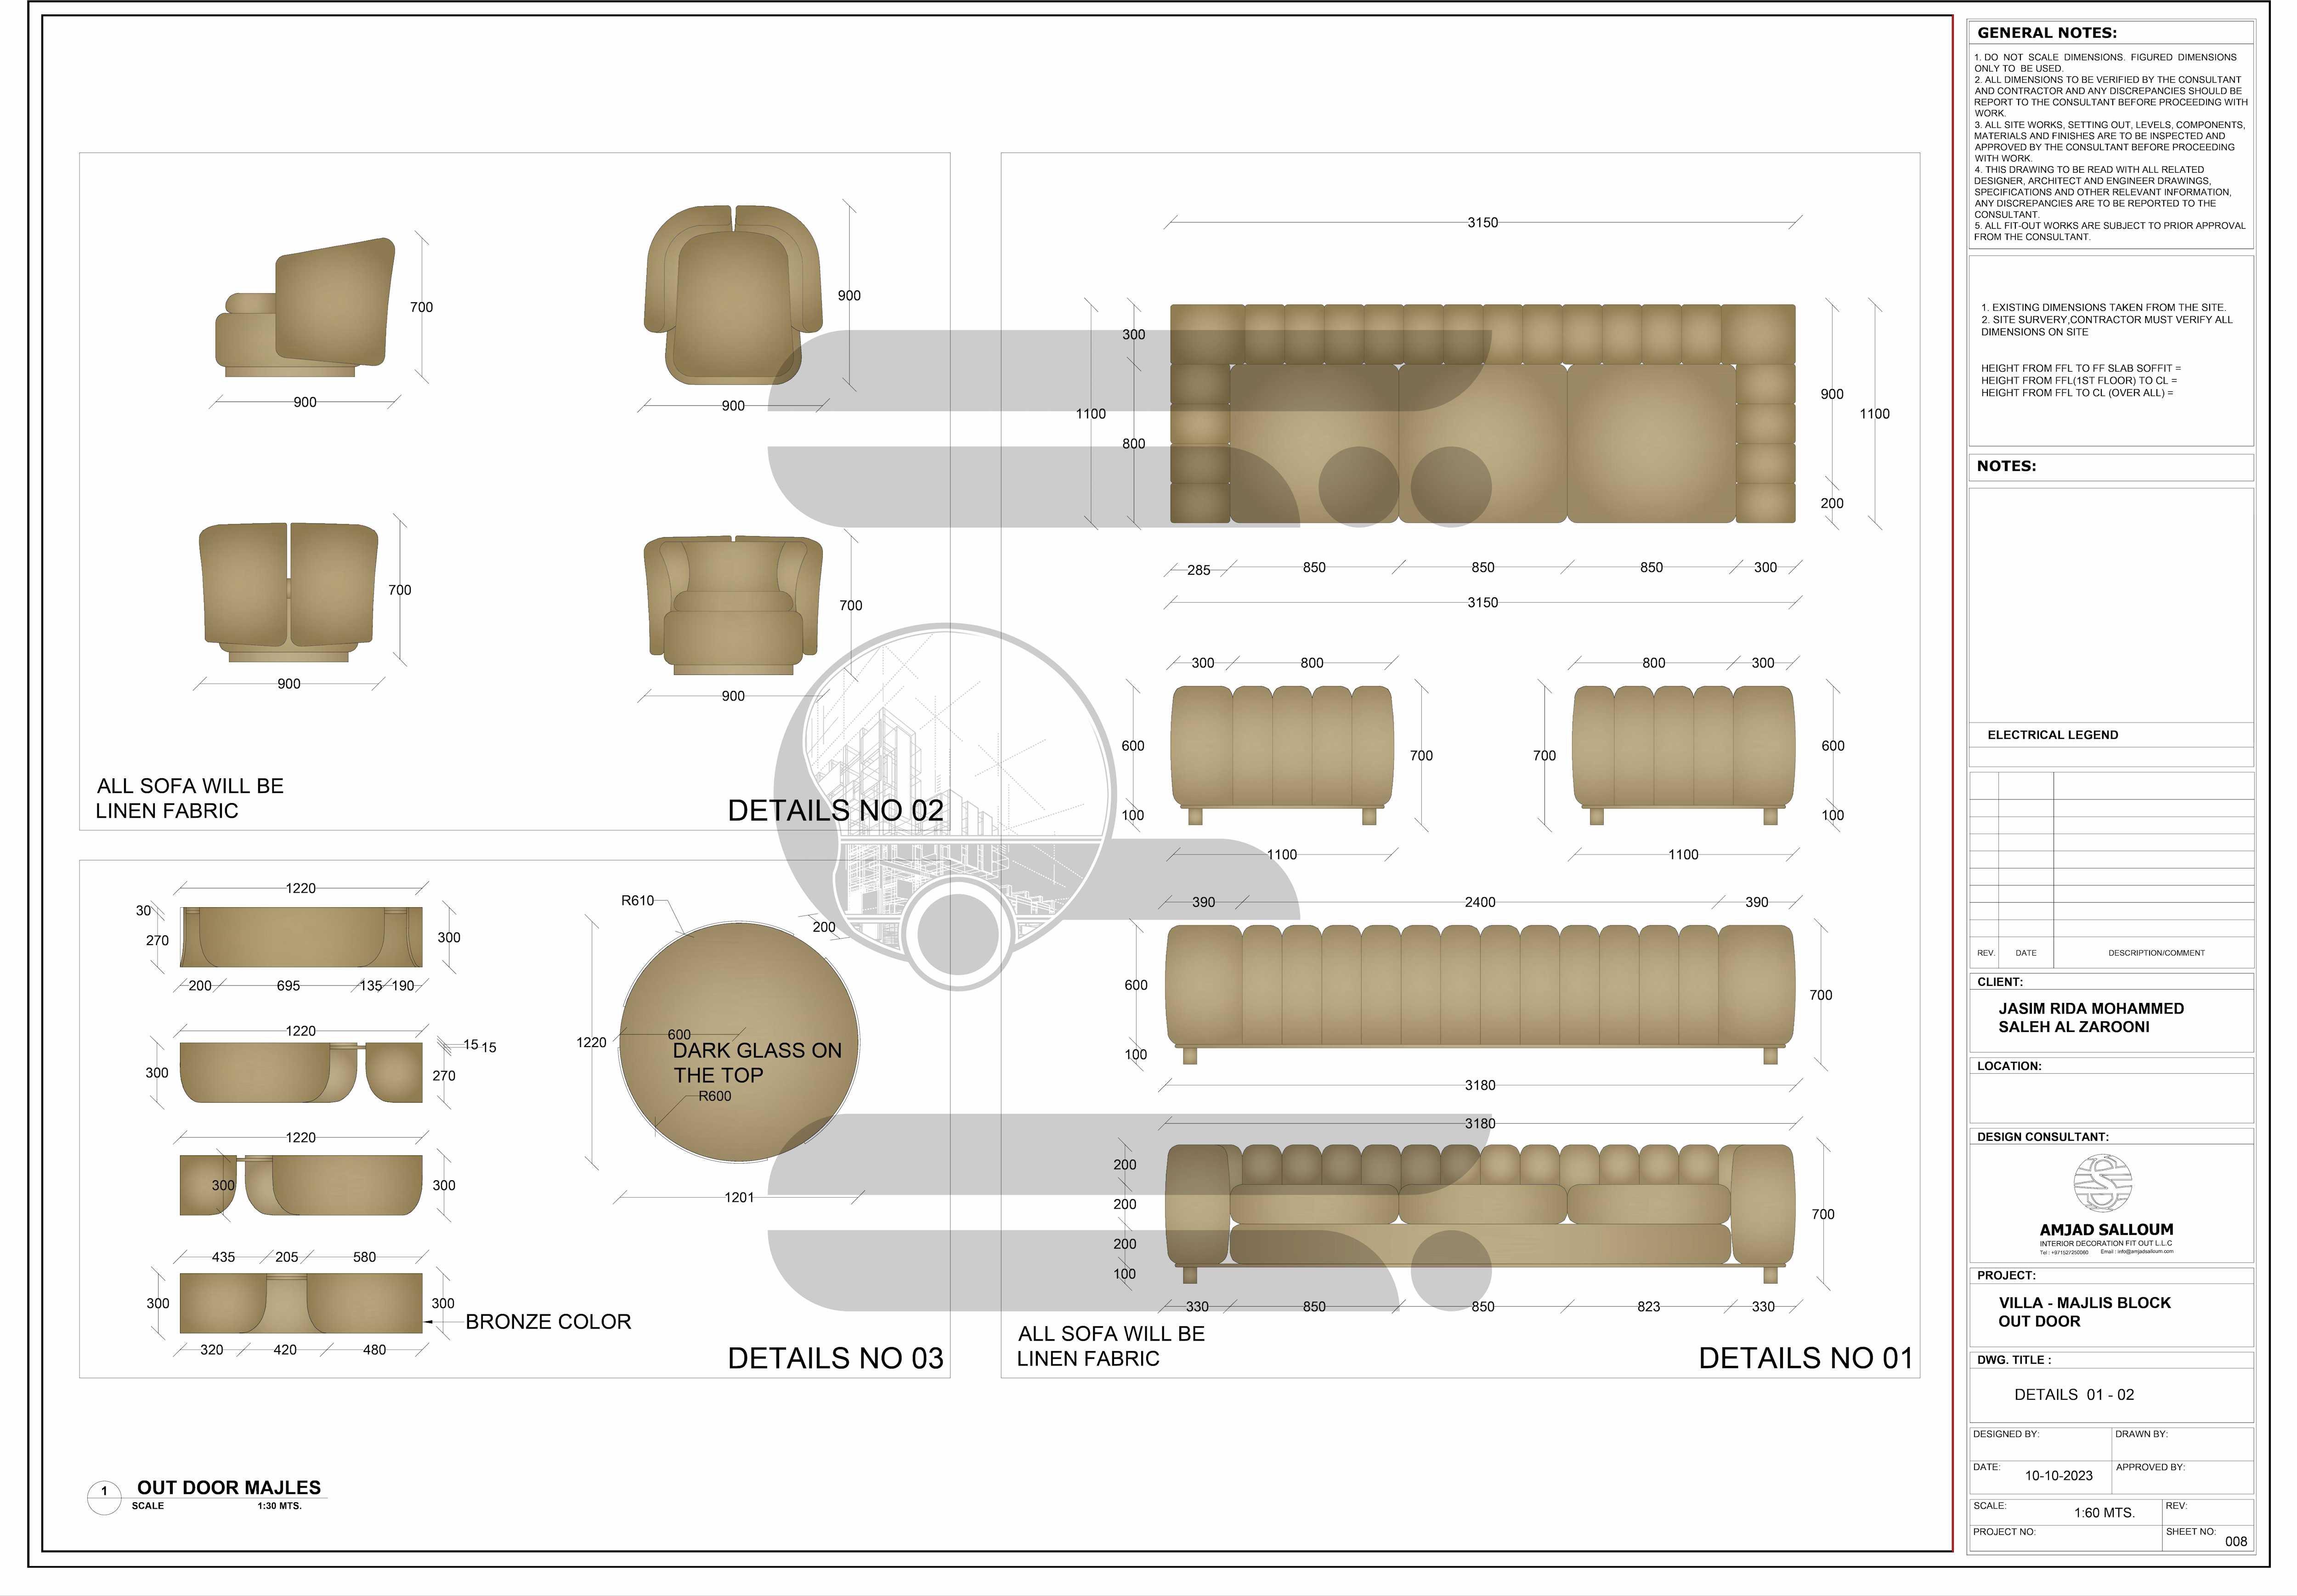 700
900
900
900
700
900
700
900
ALL SOFA WILL BE
LINEN FABRIC
DETAILS NO 02
1220
30
270
300
200
695
135
190
1220
300
15
15
270
1220
300
300
435
205
580
300
300
BRONZE COLOR
320
420
480
R610
200
1220
600
DARK GLASS ON
THE TOP
R600
1201
DETAILS NO 03
3150
300
1100
800
900
1100
200
285
850
850
850
300
3150
300
800
800
300
600
700
700
600
100
100
1100
1100
390
2400
390
600
700
100
3180
3180
200
200
200
100
700
330
850
850
823
330
ALL SOFA WILL BE
LINEN FABRIC
DETAILS NO 01
1
OUT DOOR MAJLES
SCALE
1:30 MTS.
GENERAL NOTES:
1. DO NOT SCALE DIMENSIONS. FIGURED DIMENSIONS
ONLY TO BE USED.
2. ALL DIMENSIONS TO BE VERIFIED BY THE CONSULTANT
AND CONTRACTOR AND ANY DISCREPANCIES SHOULD BE
REPORT TO THE CONSULTANT BEFORE PROCEEDING WITH
WORK.
3. ALL SITE WORKS, SETTING OUT, LEVELS, COMPONENTS,
MATERIALS AND FINISHES ARE TO BE INSPECTED AND
APPROVED BY THE CONSULTANT BEFORE PROCEEDING
WITH WORK.
4. THIS DRAWING TO BE READ WITH ALL RELATED
DESIGNER, ARCHITECT AND ENGINEER DRAWINGS,
SPECIFICATIONS AND OTHER RELEVANT INFORMATION,
ANY DISCREPANCIES ARE TO BE REPORTED TO THE
CONSULTANT.
5. ALL FIT-OUT WORKS ARE SUBJECT TO PRIOR APPROVAL
FROM THE CONSULTANT.
1. EXISTING DIMENSIONS TAKEN FROM THE SITE.
2. SITE SURVERY,CONTRACTOR MUST VERIFY ALL
DIMENSIONS ON SITE
HEIGHT FROM FFL TO FF SLAB SOFFIT =
HEIGHT FROM FFL(1ST FLOOR) TO CL =
HEIGHT FROM FFL TO CL (OVER ALL) =
NOTES:
ELECTRICAL LEGEND
REV.
DATE
DESCRIPTION/COMMENT
CLIENT:
JASIM RIDA MOHAMMED
SALEH AL ZAROONI
LOCATION:
DESIGN CONSULTANT:
AMJAD SALLOUM
INTERIOR DECORATION FIT OUT L.L.C
Tel : +971527250080 Email : info@amjadsalloum.com
PROJECT:
VILLA - MAJLIS BLOCK
OUT DOOR
DWG. TITLE :
DETAILS 01 - 02
DESIGNED BY:
DRAWN BY:
DATE:
10-10-2023
APPROVED BY:
SCALE:
1:60 MTS.
REV:
PROJECT NO:
SHEET NO:
008